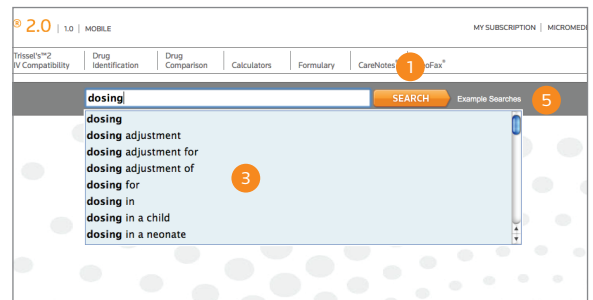 ® 2.0 | 1.0 | MOBILE
MY SUBSCRIPTION | MICROMEDE
Trissel's™2
IV Compatibility
Drug
Identification
Drug
Comparison
Calculators
Formulary
CareNotes®
oFax®
1
dosing
SEARCH
Example Searches
5
dosing
dosing adjustment
dosing adjustment for
dosing adjustment of
dosing for
dosing in
dosing in a child
dosing in a neonate
3